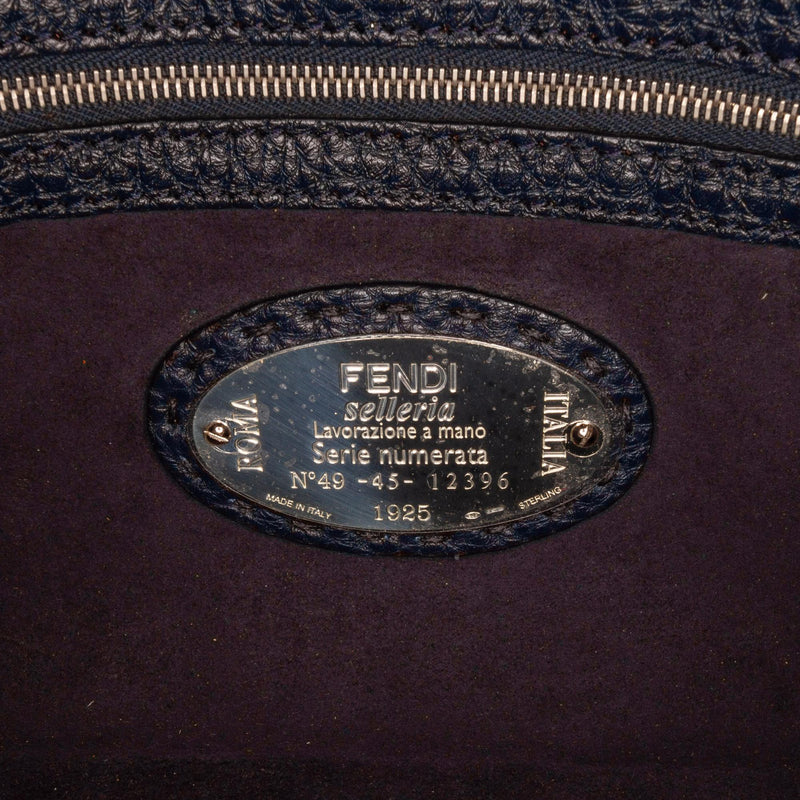 FENDI
selleria
Lavorazione a mano
Serie numerata
N°49 -45- 12396
1925
ROMA
ITALIA
MADE IN ITALY
STERLING